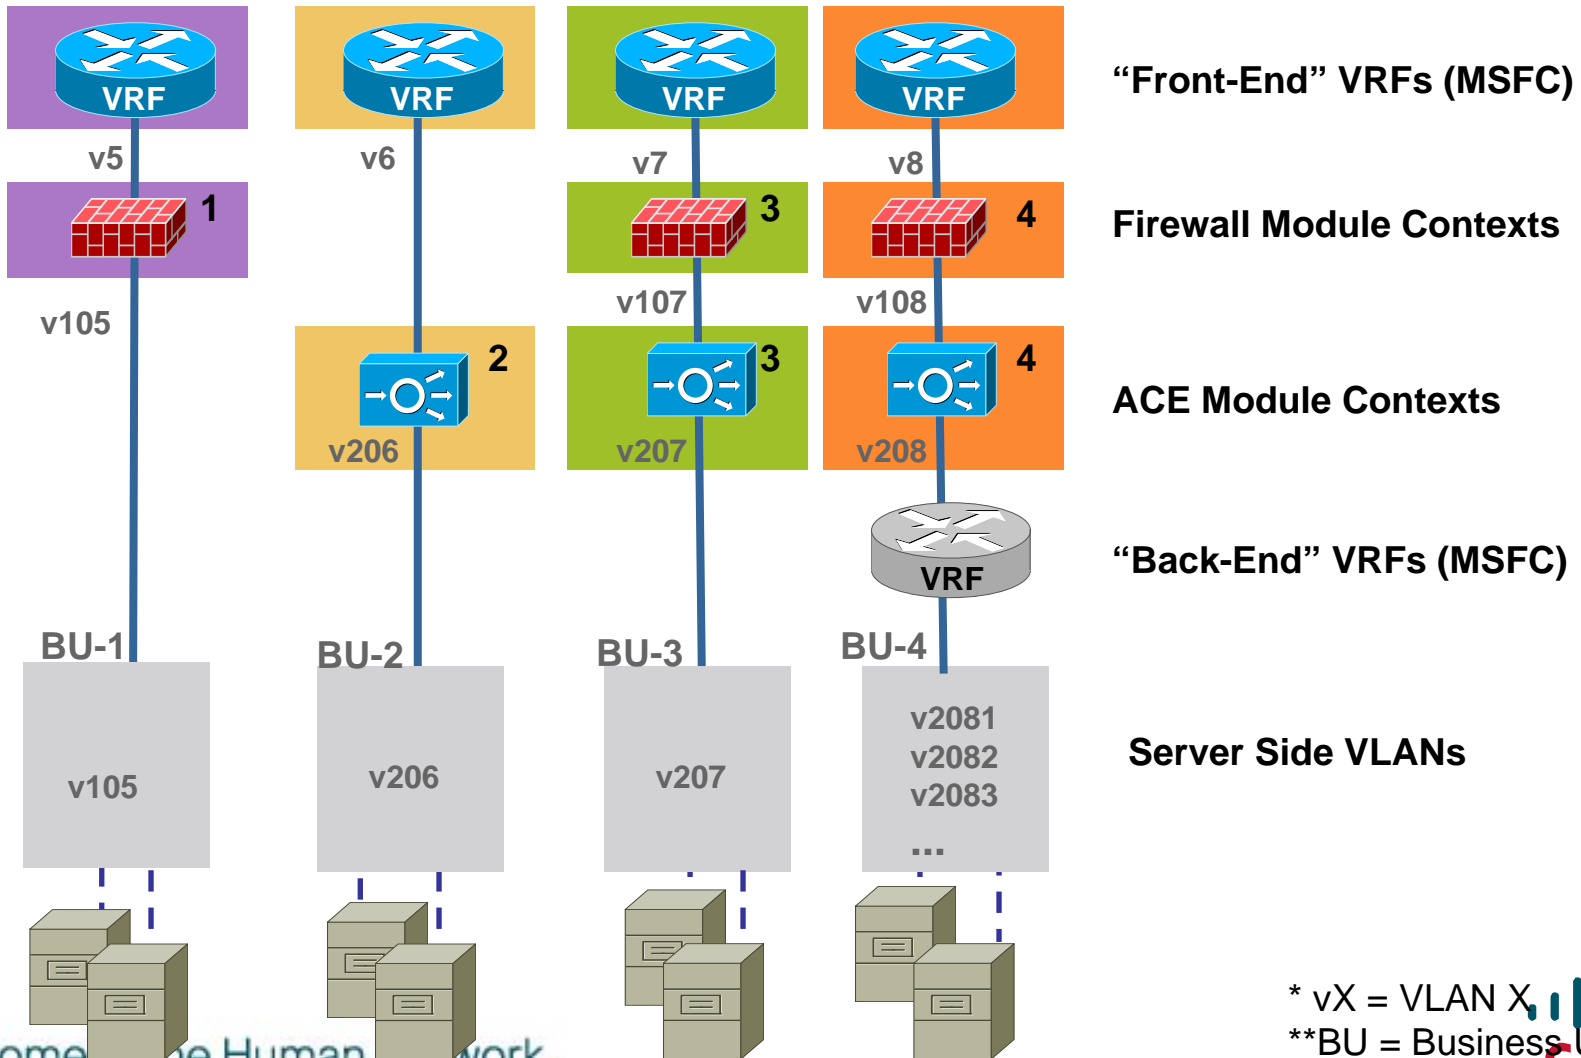 VRF
VRF
VRF
VRF
“Front-End” VRFs (MSFC)
v5
v6
v7
v8
1
3
4
Firewall Module Contexts
v105
v107
v108
2
3
4
ACE Module Contexts
v206
v207
v208
VRF
“Back-End” VRFs (MSFC)
BU-1
BU-2
BU-3
BU-4
v105
v206
v207
v2081
v2082
v2083
...
Server Side VLANs
* vX = VLAN X
**BU = Business
Human